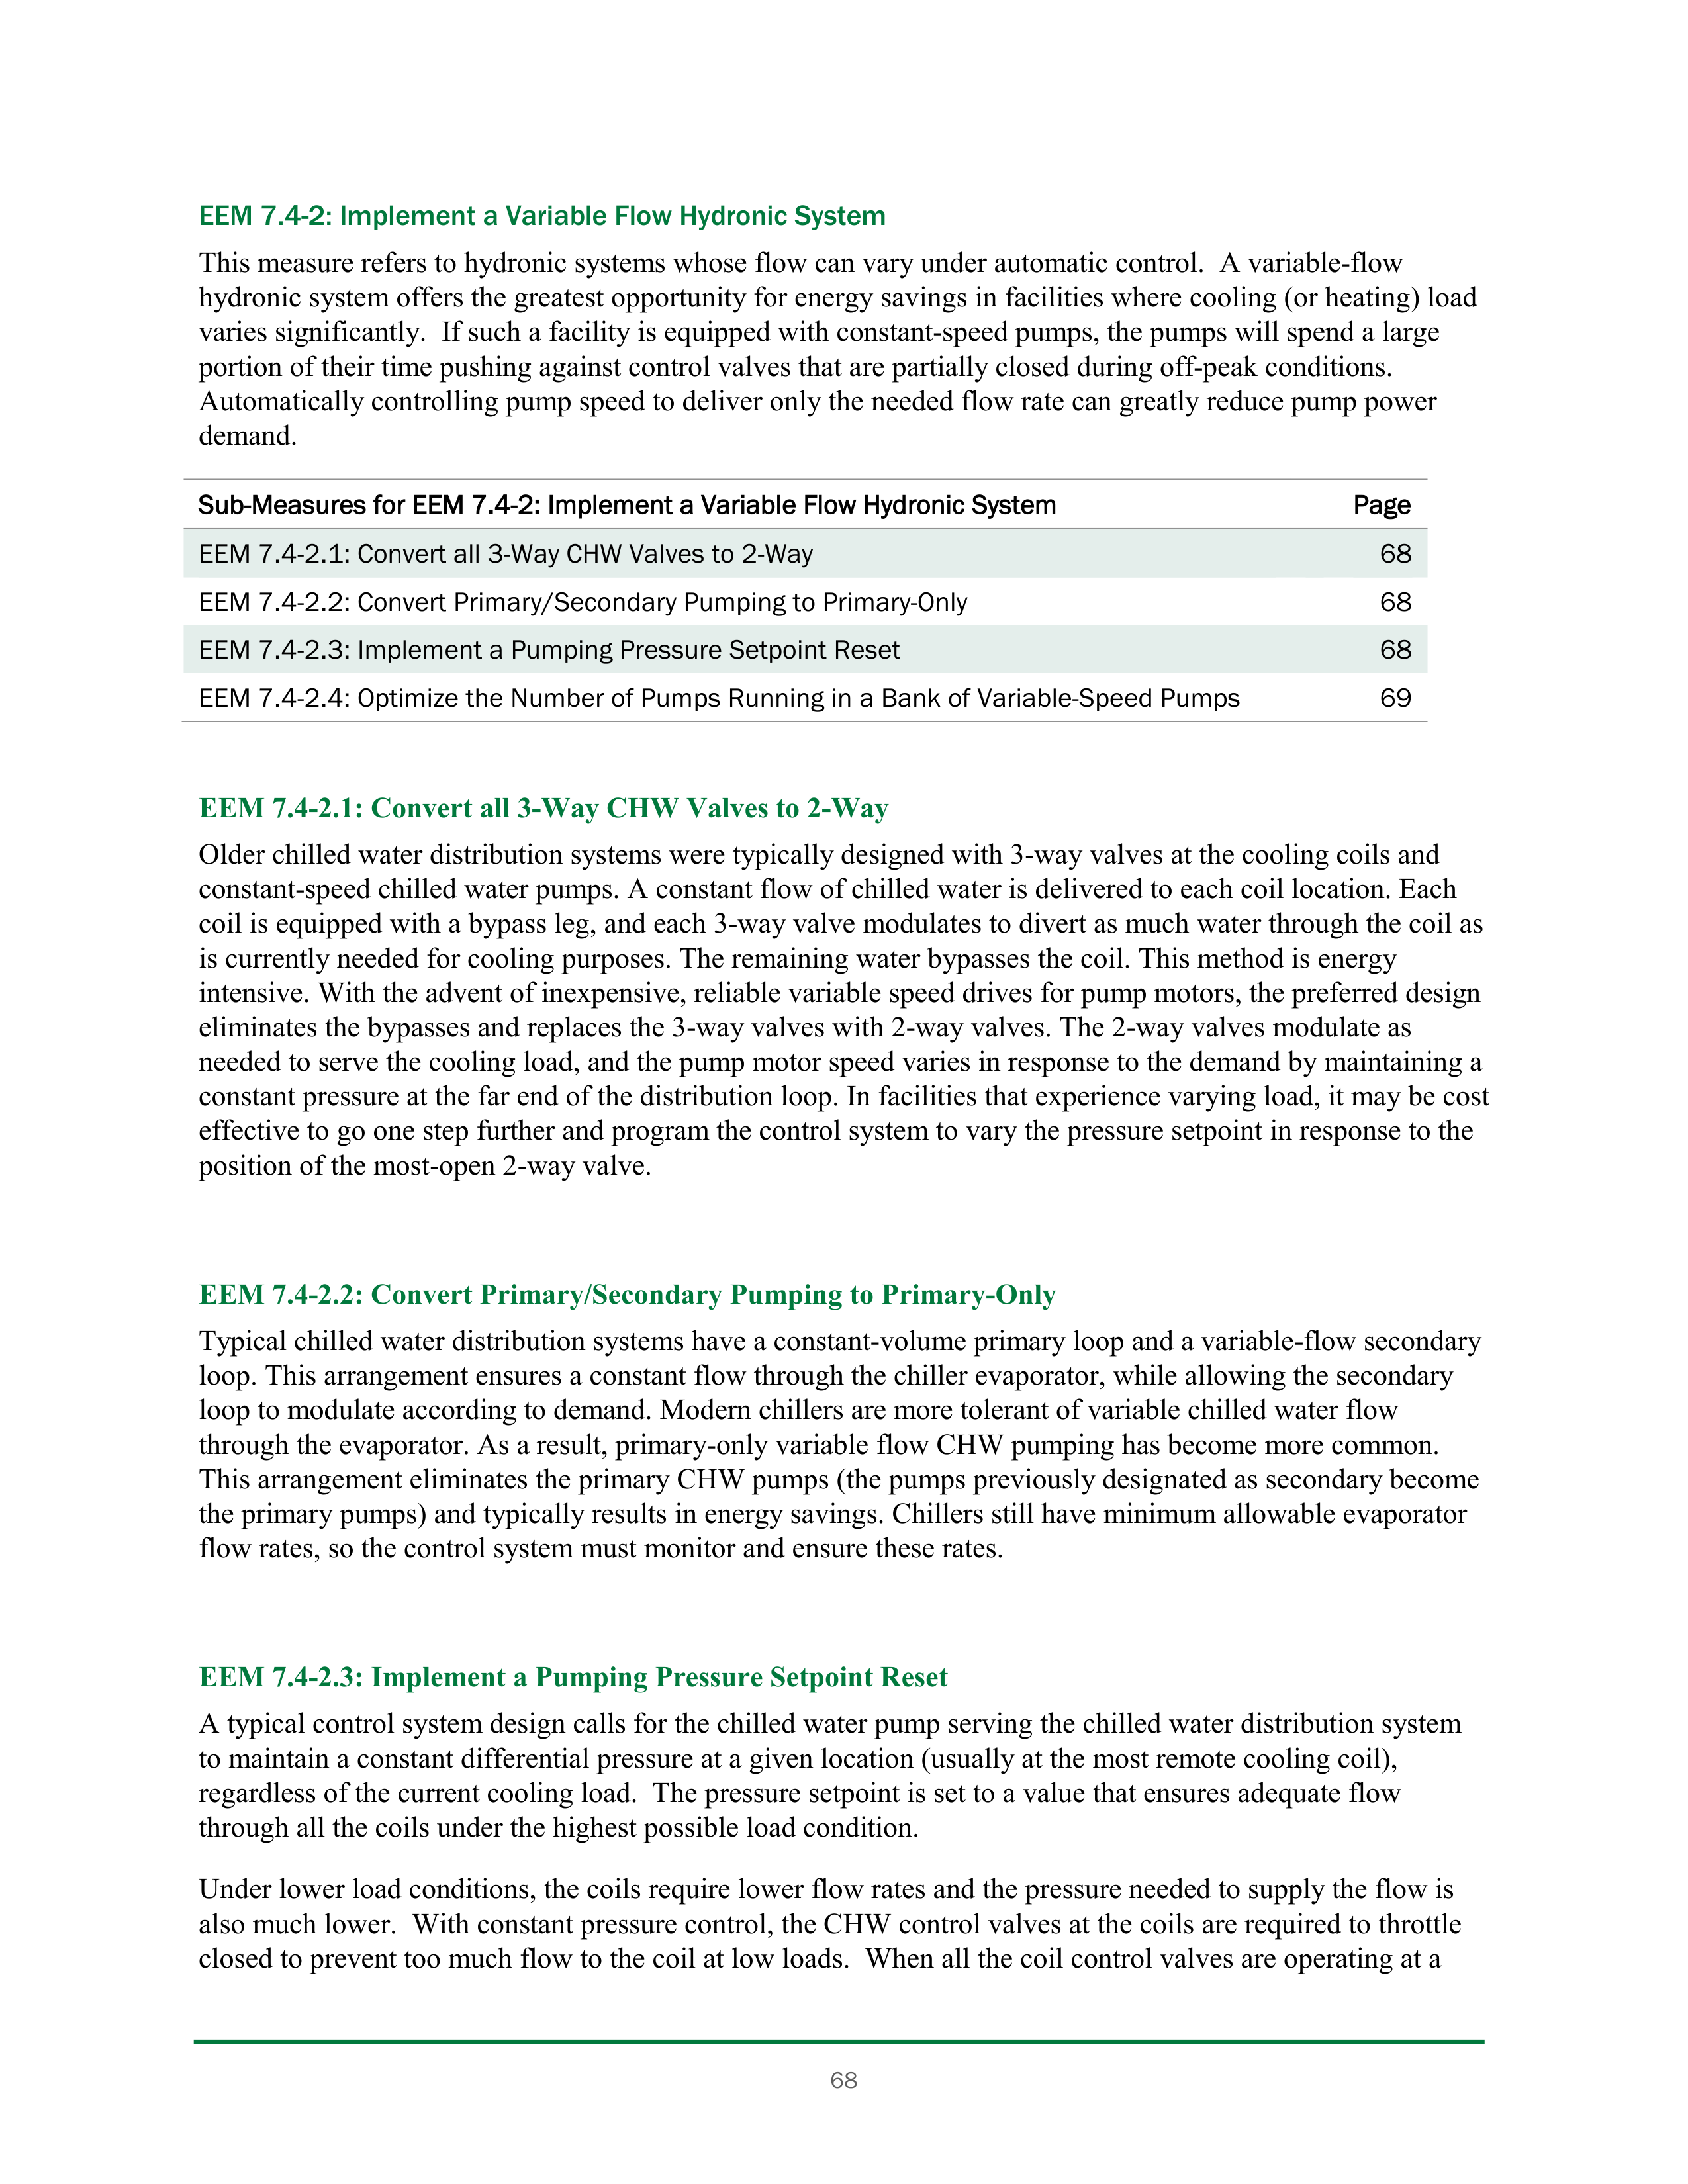 EEM 7.4-2: Implement a Variable Flow Hydronic System
This measure refers to hydronic systems whose flow can vary under automatic control.  A variable-flow
hydronic system offers the greatest opportunity for energy savings in facilities where cooling (or heating) load
varies significantly.  If such a facility is equipped with constant-speed pumps, the pumps will spend a large
portion of their time pushing against control valves that are partially closed during off-peak conditions.
Automatically controlling pump speed to deliver only the needed flow rate can greatly reduce pump power
demand.
Sub-Measures for EEM 7.4-2: Implement a Variable Flow Hydronic System Page
EEM 7.4-2.1: Convert all 3-Way CHW Valves to 2-Way 68
EEM 7.4-2.2: Convert Primary/Secondary Pumping to Primary-Only 68
EEM 7.4-2.3: Implement a Pumping Pressure Setpoint Reset 68
EEM 7.4-2.4: Optimize the Number of Pumps Running in a Bank of Variable-Speed Pumps 69
EEM 7.4-2.1: Convert all 3-Way CHW Valves to 2-Way
Older chilled water distribution systems were typically designed with 3-way valves at the cooling coils and
constant-speed chilled water pumps. A constant flow of chilled water is delivered to each coil location. Each
coil is equipped with a bypass leg, and each 3-way valve modulates to divert as much water through the coil as
is currently needed for cooling purposes. The remaining water bypasses the coil. This method is energy
intensive. With the advent of inexpensive, reliable variable speed drives for pump motors, the preferred design
eliminates the bypasses and replaces the 3-way valves with 2-way valves. The 2-way valves modulate as
needed to serve the cooling load, and the pump motor speed varies in response to the demand by maintaining a
constant pressure at the far end of the distribution loop. In facilities that experience varying load, it may be cost
effective to go one step further and program the control system to vary the pressure setpoint in response to the
position of the most-open 2-way valve.
EEM 7.4-2.2: Convert Primary/Secondary Pumping to Primary-Only
Typical chilled water distribution systems have a constant-volume primary loop and a variable-flow secondary
loop. This arrangement ensures a constant flow through the chiller evaporator, while allowing the secondary
loop to modulate according to demand. Modern chillers are more tolerant of variable chilled water flow
through the evaporator. As a result, primary-only variable flow CHW pumping has become more common.
This arrangement eliminates the primary CHW pumps (the pumps previously designated as secondary become
the primary pumps) and typically results in energy savings. Chillers still have minimum allowable evaporator
flow rates, so the control system must monitor and ensure these rates.
EEM 7.4-2.3: Implement a Pumping Pressure Setpoint Reset
A typical control system design calls for the chilled water pump serving the chilled water distribution system
to maintain a constant differential pressure at a given location (usually at the most remote cooling coil),
regardless of the current cooling load.  The pressure setpoint is set to a value that ensures adequate flow
through all the coils under the highest possible load condition.
Under lower load conditions, the coils require lower flow rates and the pressure needed to supply the flow is
also much lower.  With constant pressure control, the CHW control valves at the coils are required to throttle
closed to prevent too much flow to the coil at low loads.  When all the coil control valves are operating at a
68